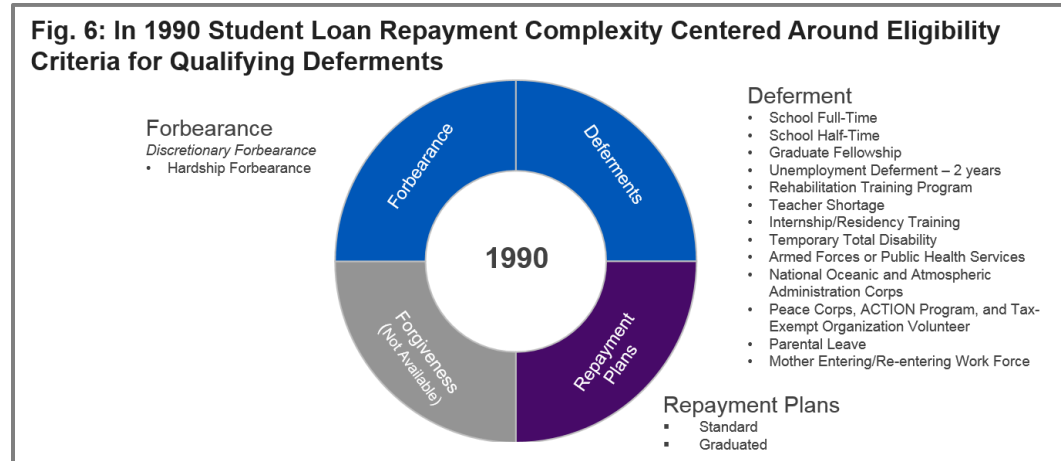 Fig. 6: In 1990 Student Loan Repayment Complexity Centered Around Eligibility
Criteria for Qualifying Deferments
Forbearance
Discretionary Forbearance
• Hardship Forbearance
Forbearance
Deferments
1990
Forgiveness
(Not Available)
Repayment
Plans
Deferment
• School Full-Time
• School Half-Time
• Graduate Fellowship
• Unemployment Deferment – 2 years
• Rehabilitation Training Program
• Teacher Shortage
• Internship/Residency Training
• Temporary Total Disability
• Armed Forces or Public Health Services
• National Oceanic and Atmospheric
Administration Corps
• Peace Corps, ACTION Program, and Tax-
Exempt Organization Volunteer
• Parental Leave
• Mother Entering/Re-entering Work Force
Repayment Plans
▪ Standard
▪ Graduated